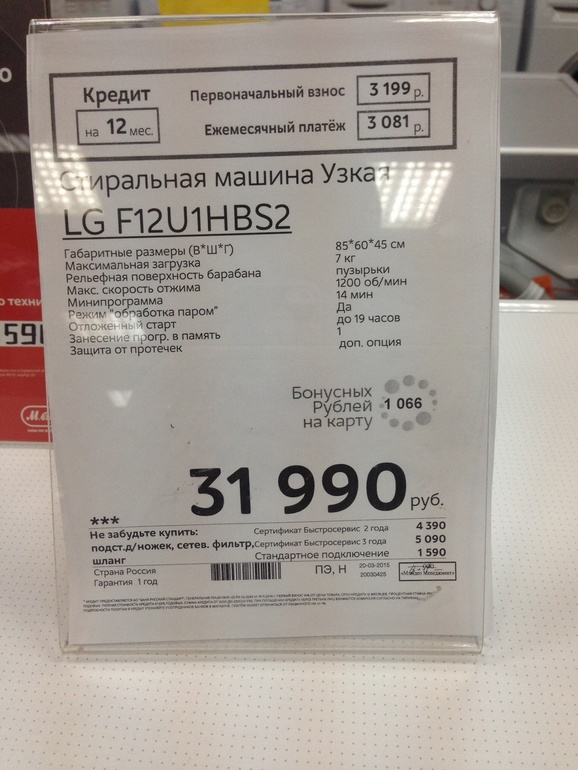 Кредит
на 12 мес.
Первоначальный взнос 3 199 р.
Ежемесячный платёж 3 081 р.
Стиральная машина Узкая
LG F12U1HBS2
Габаритные размеры (В*Ш*Г) 85*60*45 см
Максимальная загрузка 7 кг
Рельефная поверхность барабана пузырьки
Макс. скорость отжима 1200 об/мин
Минипрограмма 14 мин
Режим "обработка паром" Да
Отложенный старт до 19 часов
Занесение прогр. в память 1
Защита от протечек доп. опция
Бонусных
Рублей 1 066
на карту
31 990 руб.
***
Не забудьте купить:
подст.д/ножек, сетев. фильтр,
шланг
Сертификат Быстросервис 2 года 4 390
Сертификат Быстросервис 3 года 5 090
Стандартное подключение 1 590
Страна Россия
Гарантия 1 год
ПЭ, Н
20-03-2015
20030425